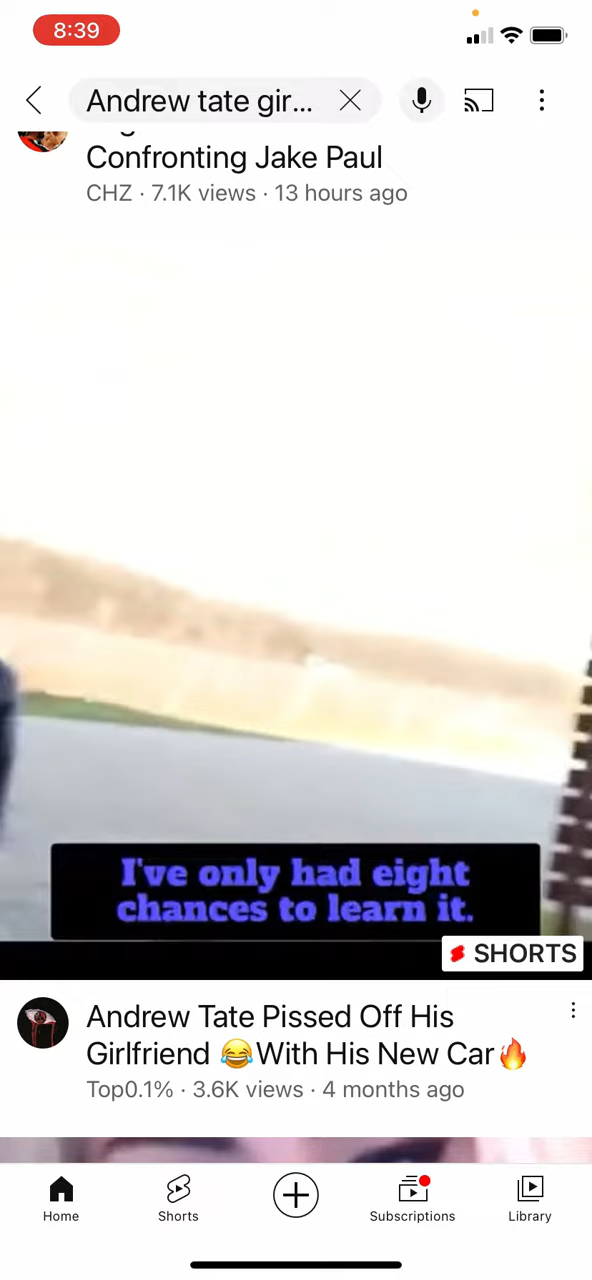 8:39
Andrew tate gir...
Confronting Jake Paul
CHZ · 7.1K views · 13 hours ago
I've only had eight
chances to learn it.
SHORTS
Andrew Tate Pissed Off His
Girlfriend 😂With His New Car🔥
Top0.1% · 3.6K views · 4 months ago
Home
Shorts
Subscriptions
Library